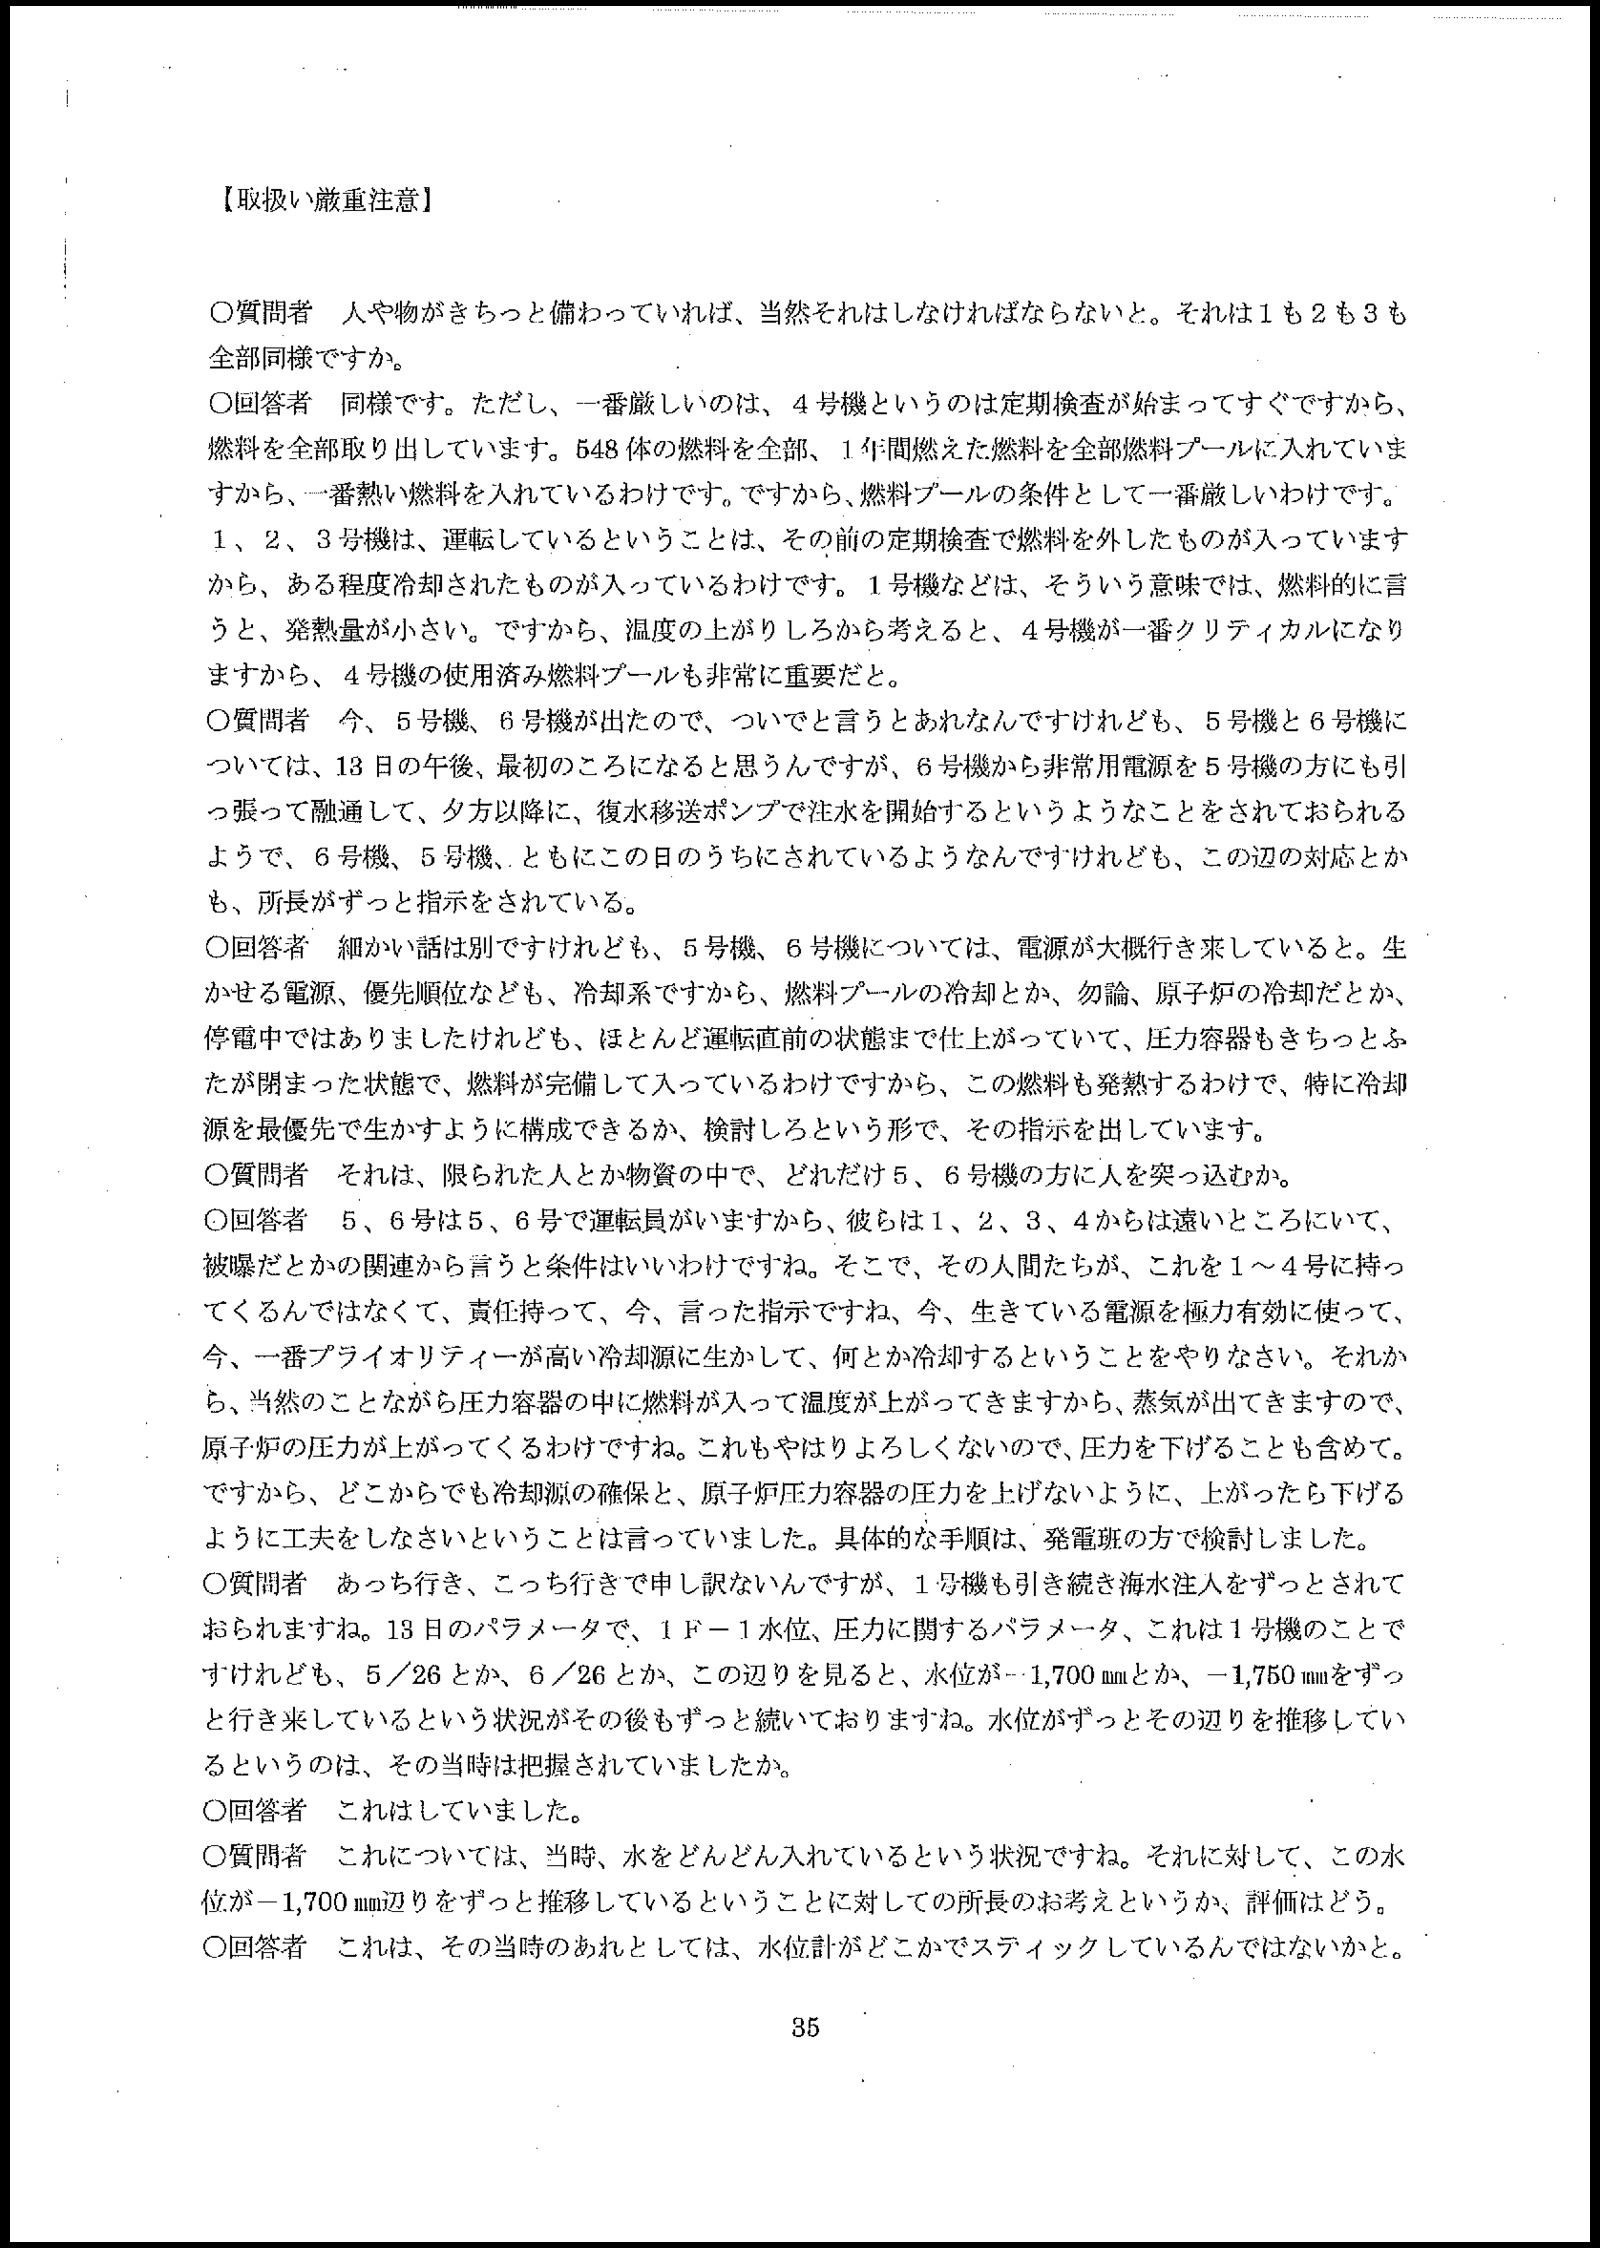 【取扱い厳重注意】
○質問者　人や物がきちっと備わっていれば、当然それはしなければならないと。それは１も２も３も
全部同様ですか。
○回答者　同様です。ただし、一番厳しいのは、４号機というのは定期検査が始まってすぐですから、
燃料を全部取り出しています。548 体の燃料を全部、１年間燃えた燃料を全部燃料プールに入れていま
すから、一番熱い燃料を入れているわけです。ですから、燃料プールの条件として一番厳しいわけです。
１、２、３号機は、運転しているということは、その前の定期検査で燃料を外したものが入っています
から、ある程度冷却されたものが入っているわけです。１号機などは、そういう意味では、燃料的に言
うと、発熱量が小さい。ですから、温度の上がりしろから考えると、４号機が一番クリティカルになり
ますから、４号機の使用済み燃料プールも非常に重要だと。
○質問者　今、５号機、６号機が出たので、ついでと言うとあれなんですけれども、５号機と６号機に
ついては、13 日の午後、最初のころになると思うんですが、６号機から非常用電源を５号機の方にも引
っ張って融通して、夕方以降に、復水移送ポンプで注水を開始するというようなことをされておられる
ようで、６号機、５号機、ともにこの日のうちにされているようなんですけれども、この辺の対応とか
も、所長がずっと指示をされている。
○回答者　細かい話は別ですけれども、５号機、６号機については、電源が大概行き来していると。生
かせる電源、優先順位なども、冷却系ですから、燃料プールの冷却とか、勿論、原子炉の冷却だとか、
停電中ではありましたけれども、ほとんど運転直前の状態まで仕上がっていて、圧力容器もきちっとふ
たが閉まった状態で、燃料が完備して入っているわけですから、この燃料も発熱するわけで、特に冷却
源を最優先で生かすように構成できるか、検討しろという形で、その指示を出しています。
○質問者　それは、限られた人とか物資の中で、どれだけ５、６号機の方に人を突っ込むか。
○回答者　５、６号は５、６号で運転員がいますから、彼らは１、２、３、４からは遠いところにいて、
被曝だとかの関連から言うと条件はいいわけですね。そこで、その人間たちが、これを１～４号に持っ
てくるんではなくて、責任持って、今、言った指示ですね、今、生きている電源を極力有効に使って、
今、一番プライオリティーが高い冷却源に生かして、何とか冷却するということをやりなさい。それか
ら、当然のことながら圧力容器の中に燃料が入って温度が上がってきますから、蒸気が出てきますので、
原子炉の圧力が上がってくるわけですね。これもやはりよろしくないので、圧力を下げることも含めて。
ですから、どこからでも冷却源の確保と、原子炉圧力容器の圧力を上げないように、上がったら下げる
ように工夫をしなさいということは言っていました。具体的な手順は、発電班の方で検討しました。
○質問者　あっち行き、こっち行きで申し訳ないんですが、１号機も引き続き海水注入をずっとされて
おられますね。13 日のパラメータで、１Ｆ－１水位、圧力に関するパラメータ、これは１号機のことで
すけれども、５／26 とか、６／26 とか、この辺りを見ると、水位が－1,700 ㎜とか、－1,750 ㎜をずっ
と行き来しているという状況がその後もずっと続いておりますね。水位がずっとその辺りを推移してい
るというのは、その当時は把握されていましたか。
○回答者　これはしていました。
○質問者　これについては、当時、水をどんどん入れているという状況ですね。それに対して、この水
位が－1,700 ㎜辺りをずっと推移しているということに対しての所長のお考えというか、評価はどう。
○回答者　これは、その当時のあれとしては、水位計がどこかでスティックしているんではないかと。
35